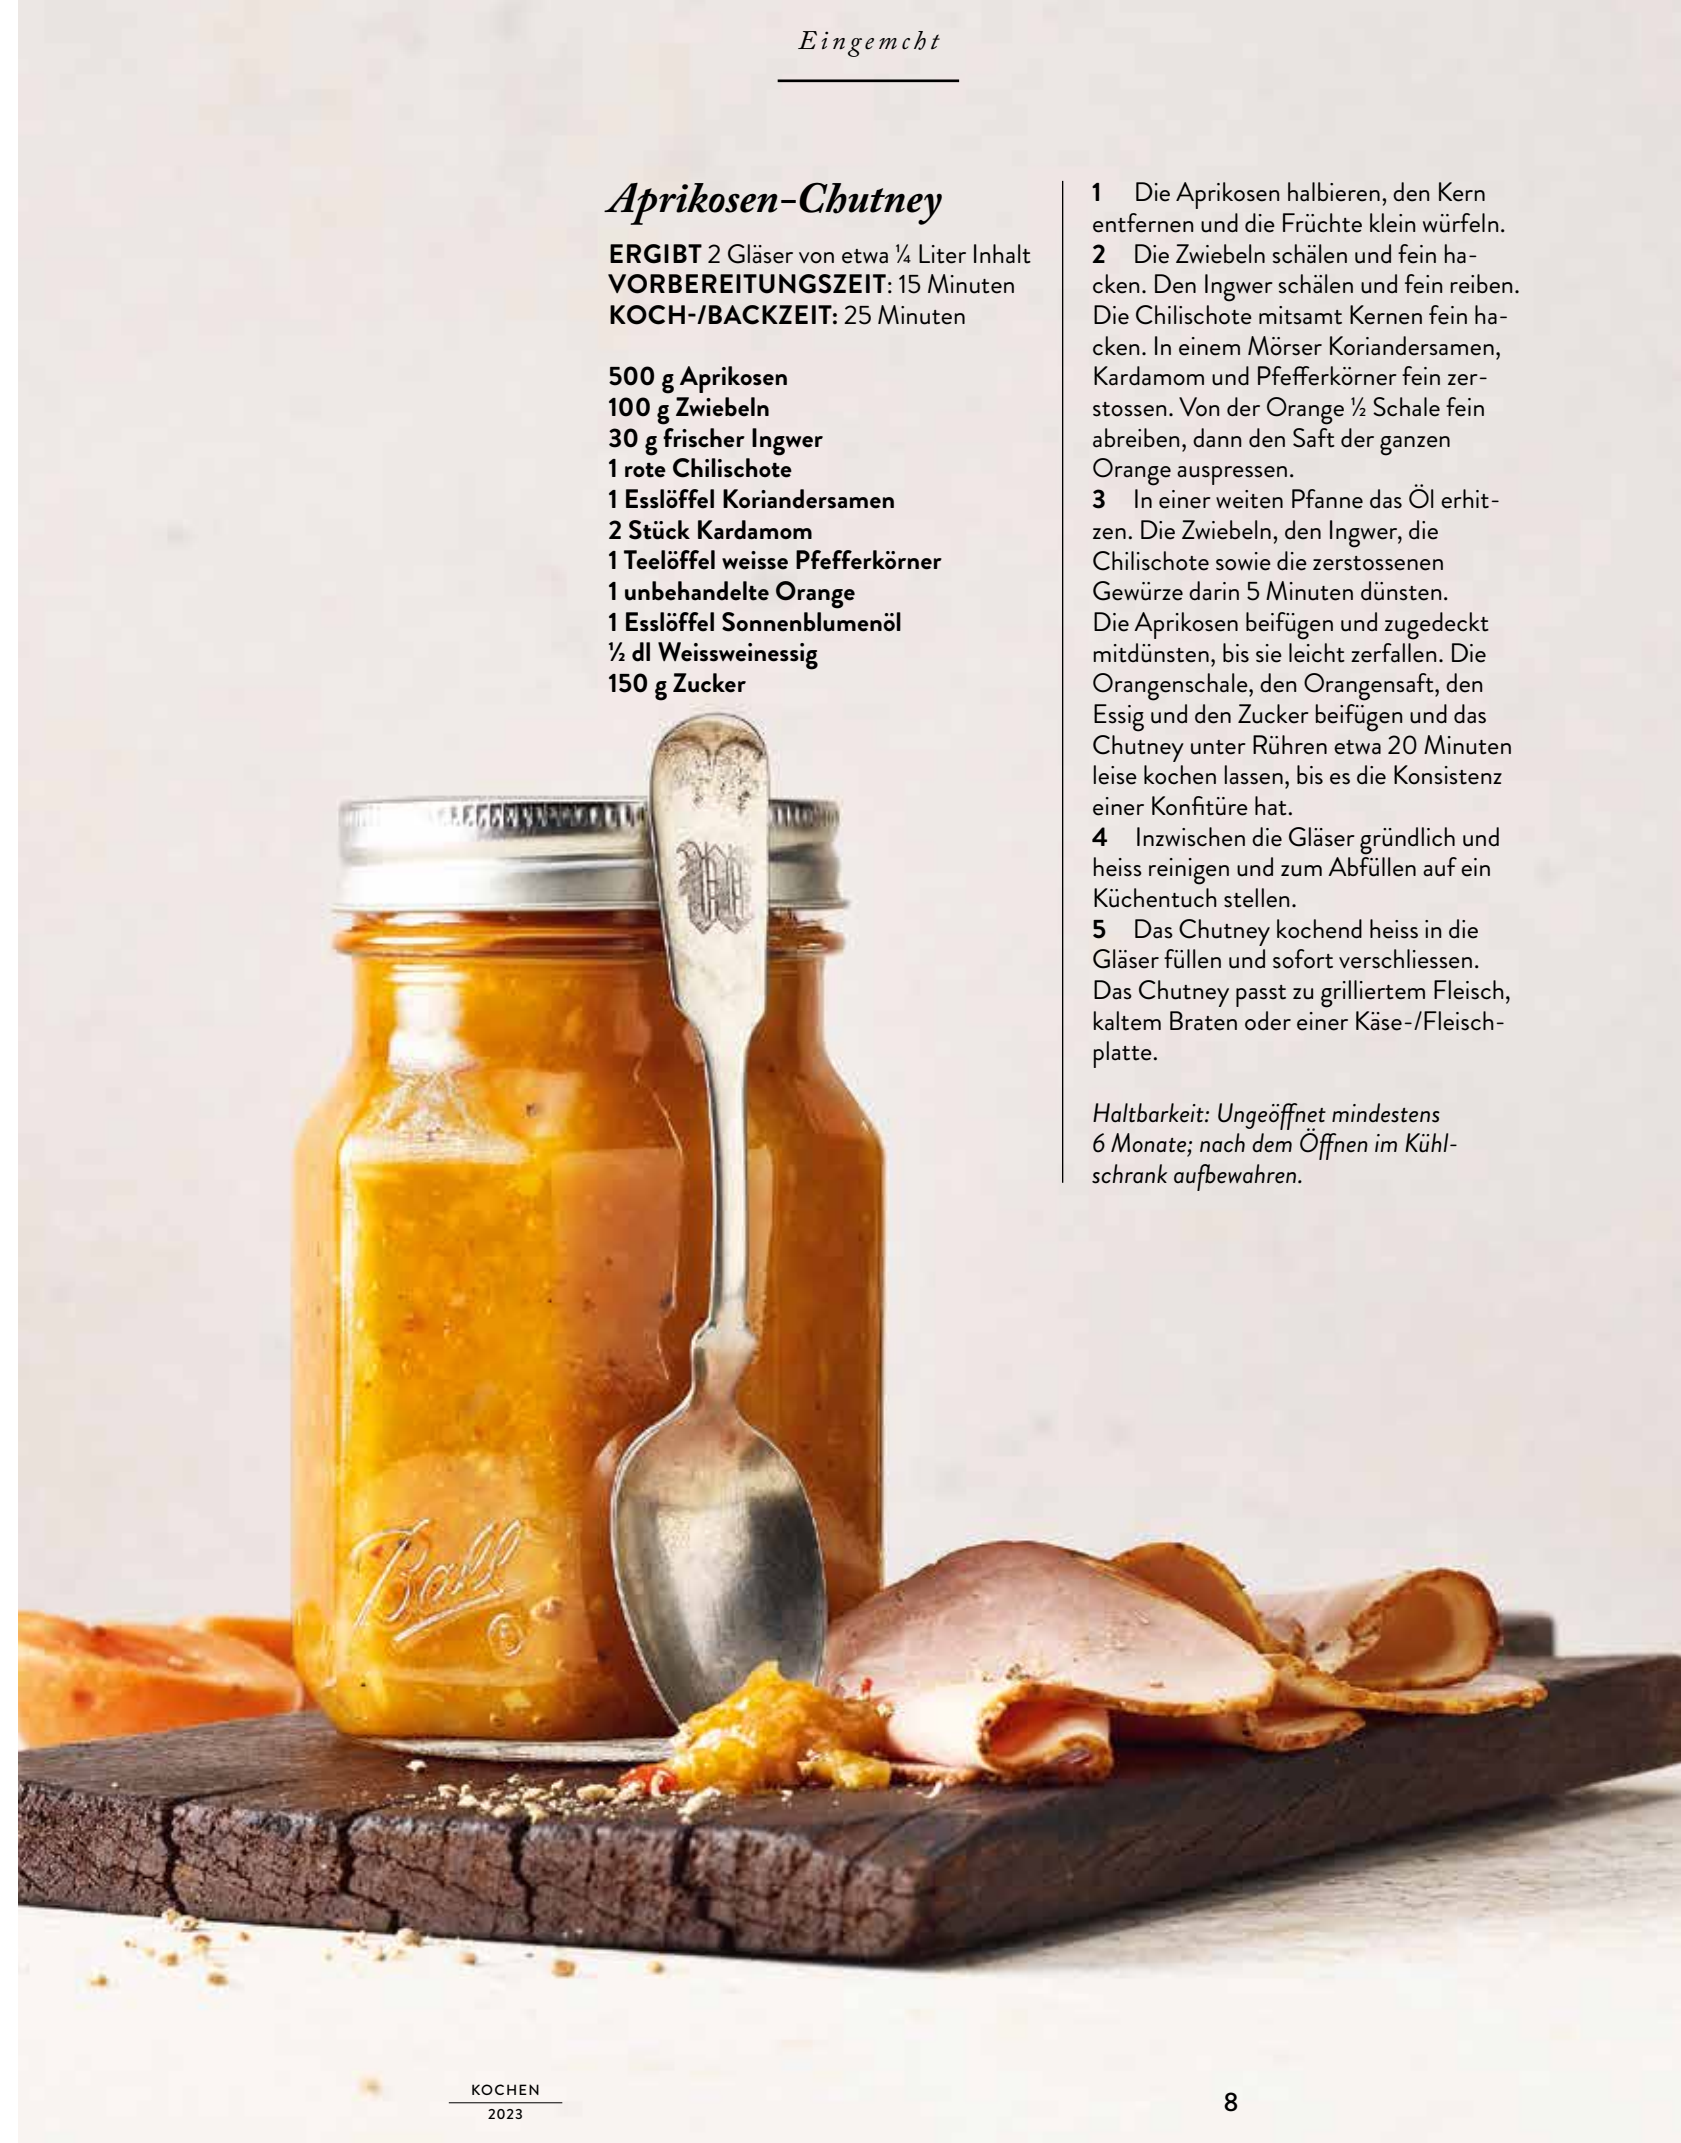 Eingemcht
Aprikosen-Chutney
ERGIBT 2 Gläser von etwa ¼ Liter Inhalt
VORBEREITUNGSZEIT: 15 Minuten
KOCH-/BACKZEIT: 25 Minuten
500 g Aprikosen
100 g Zwiebeln
30 g frischer Ingwer
1 rote Chilischote
1 Esslöffel Koriandersamen
2 Stück Kardamom
1 Teelöffel weisse Pfefferkörner
1 unbehandelte Orange
1 Esslöffel Sonnenblumenöl
½ dl Weissweinessig
150 g Zucker
1 Die Aprikosen halbieren, den Kern
entfernen und die Früchte klein würfeln.
2 Die Zwiebeln schälen und fein ha-
cken. Den Ingwer schälen und fein reiben.
Die Chilischote mitsamt Kernen fein ha-
cken. In einem Mörser Koriandersamen,
Kardamom und Pfefferkörner fein zer-
stossen. Von der Orange ½ Schale fein
abreiben, dann den Saft der ganzen
Orange auspressen.
3 In einer weiten Pfanne das Öl erhit-
zen. Die Zwiebeln, den Ingwer, die
Chilischote sowie die zerstossenen
Gewürze darin 5 Minuten dünsten.
Die Aprikosen beifügen und zugedeckt
mitdünsten, bis sie leicht zerfallen. Die
Orangenschale, den Orangensaft, den
Essig und den Zucker beifügen und das
Chutney unter Rühren etwa 20 Minuten
leise kochen lassen, bis es die Konsistenz
einer Konfitüre hat.
4 Inzwischen die Gläser gründlich und
heiss reinigen und zum Abfüllen auf ein
Küchentuch stellen.
5 Das Chutney kochend heiss in die
Gläser füllen und sofort verschliessen.
Das Chutney passt zu grilliertem Fleisch,
kaltem Braten oder einer Käse-/Fleisch-
platte.
Haltbarkeit: Ungeöffnet mindestens
6 Monate; nach dem Öffnen im Kühl-
schrank aufbewahren.
Ball
KOCHEN
2023
8